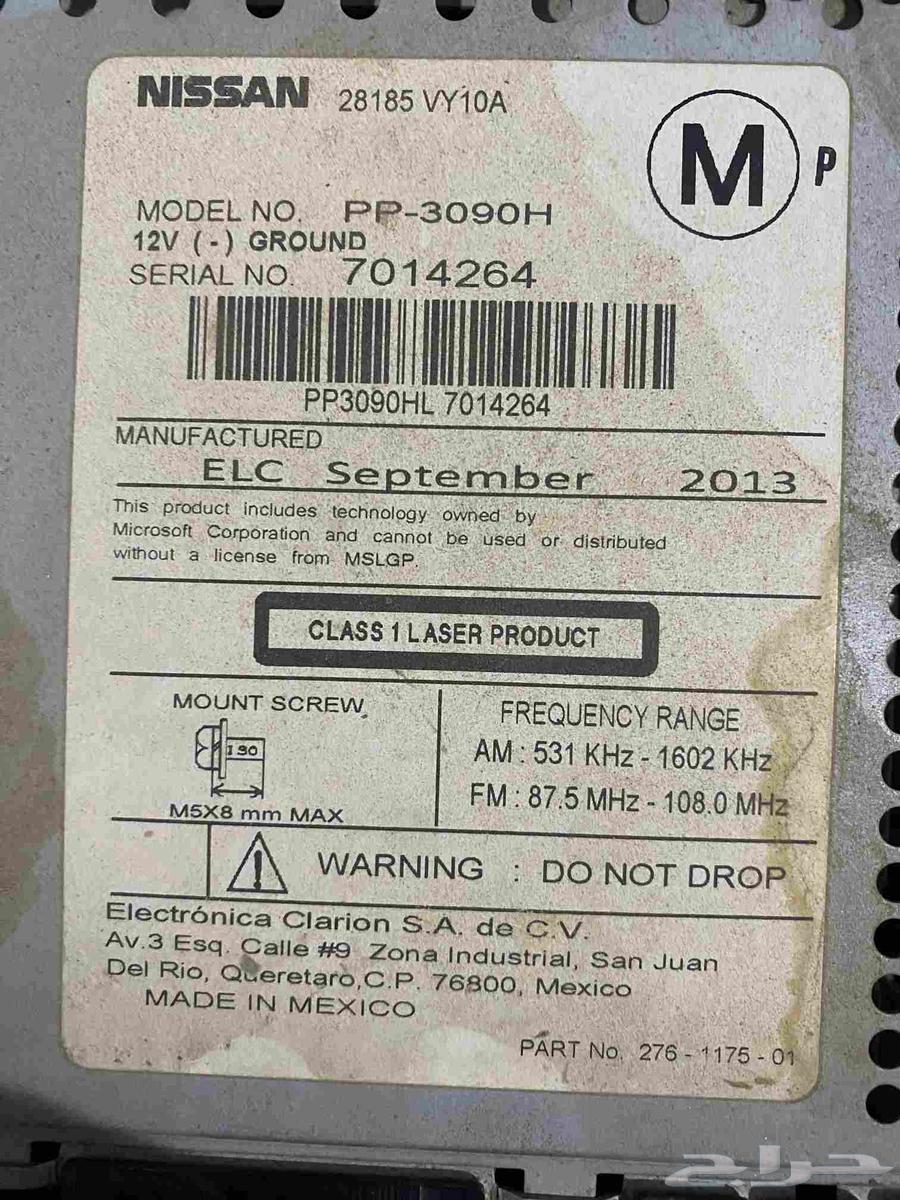 NISSAN 28185 VY10A
M P
MODEL NO. PP-3090H
12V (-) GROUND
SERIAL NO. 7014264
PP3090HL 7014264
MANUFACTURED
ELC September 2013
This product includes technology owned by
Microsoft Corporation and cannot be used or distributed
without a license from MSLGP.
CLASS 1 LASER PRODUCT
MOUNT SCREW
ISO
M5X8 mm MAX
FREQUENCY RANGE
AM : 531 KHz - 1602 KHz
FM : 87.5 MHz - 108.0 MHz
WARNING : DO NOT DROP
Electrónica Clarion S.A. de C.V.
Av.3 Esq. Calle #9 Zona Industrial, San Juan
Del Rio, Queretaro,C.P. 76800, Mexico
MADE IN MEXICO
PART No. 276 - 1175 - 01
حراج